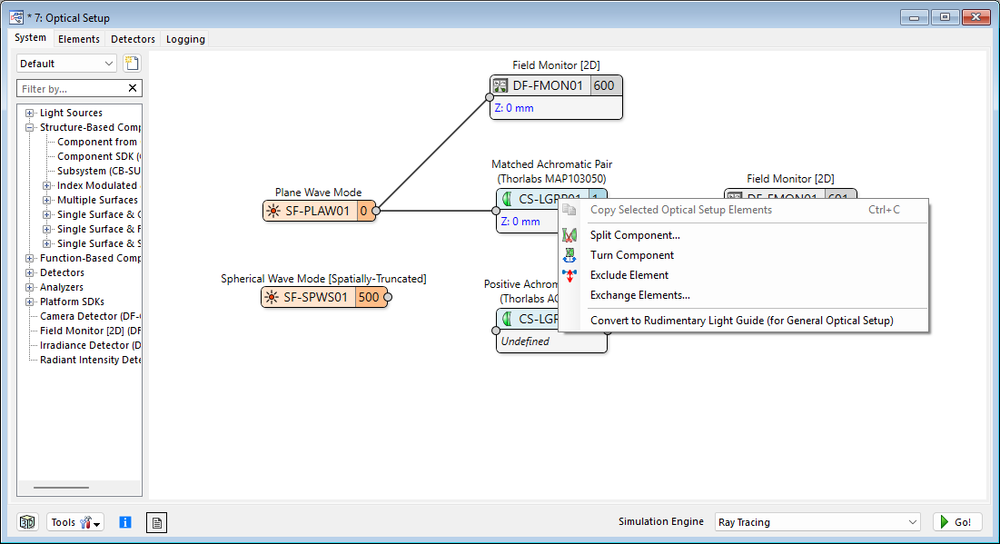 * 7: Optical Setup
System Elements Detectors Logging
Default
Filter by...
Light Sources
Structure-Based Comp
Component from
Component SDK (
Subsystem (CB-SU
Index Modulated
Multiple Surfaces
Single Surface & C
Single Surface & F
Single Surface & S
Function-Based Comp
Detectors
Analyzers
Platform SDKs
Camera Detector (DF-
Field Monitor [2D] (DF
Irradiance Detector (D
Radiant Intensity Dete
Field Monitor [2D]
DF-FMON01 600
Z: 0 mm
Matched Achromatic Pair
(Thorlabs MAP103050)
CS-LGRP01 1
Z: 0 mm
Plane Wave Mode
SF-PLAW01 0
Field Monitor [2D]
DF-FMON01 601
Spherical Wave Mode [Spatially-Truncated]
SF-SPWS01 500
Positive Achrom
(Thorlabs AC
CS-LGR
Undefined
Copy Selected Optical Setup Elements Ctrl+C
Split Component...
Turn Component
Exclude Element
Exchange Elements...
Convert to Rudimentary Light Guide (for General Optical Setup)
3D Tools i
Simulation Engine Ray Tracing Go!